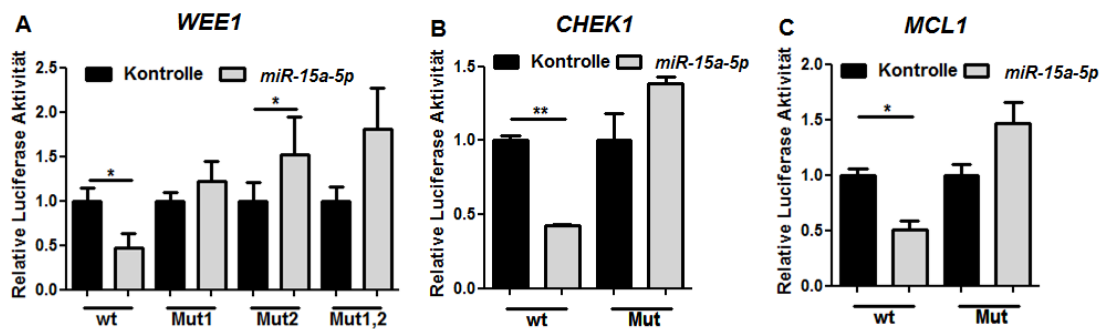 A
WEE1
Relative Luciferase Aktivität
Kontrolle miR-15a-5p
2.5
2.0
1.5
1.0
0.5
0.0
*
*
wt Mut1 Mut2 Mut1,2
B
CHEK1
Relative Luciferase Aktivität
Kontrolle miR-15a-5p
1.5
1.0
0.5
0.0
**
wt Mut
C
MCL1
Relative Luciferase Aktivität
Kontrolle miR-15a-5p
2.0
1.5
1.0
0.5
0.0
*
wt Mut